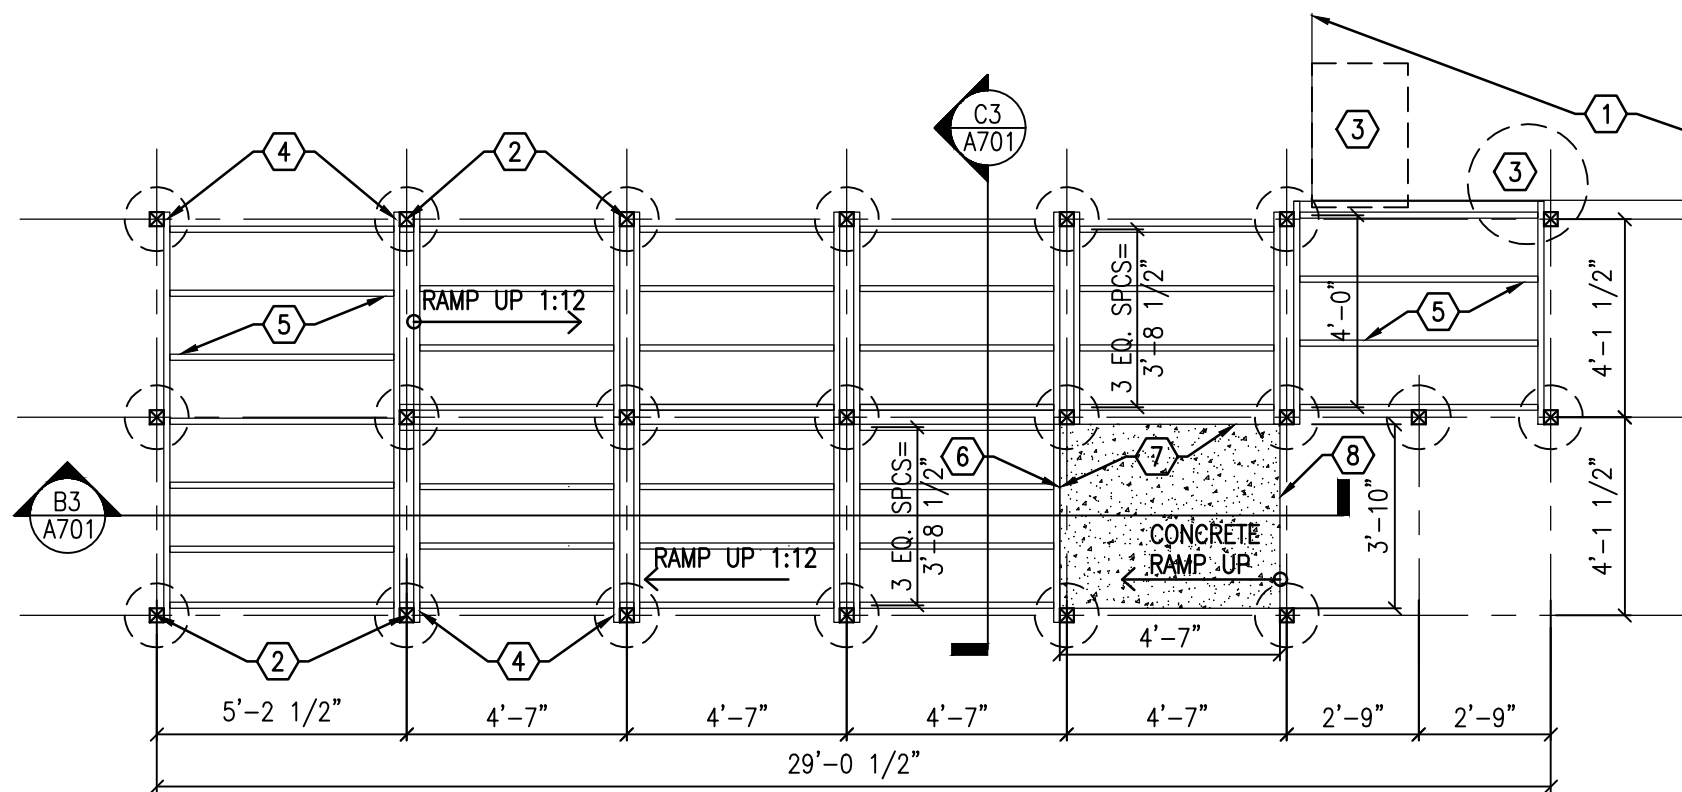 1
C3
A701
3
3
4
2
RAMP UP 1:12
5
3 EQ. SPCS=
3'-8 1/2"
4'-0"
5
4'-1 1/2"
B3
A701
3 EQ. SPCS=
3'-8 1/2"
6
7
8
3'-10"
4'-1 1/2"
CONCRETE
RAMP UP
RAMP UP 1:12
2
4
4'-7"
5'-2 1/2"
4'-7"
4'-7"
4'-7"
4'-7"
2'-9"
2'-9"
29'-0 1/2"